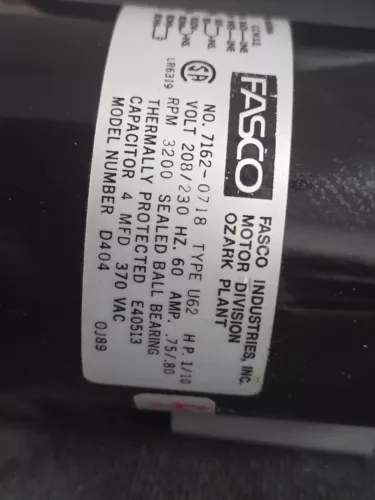 FASCO
FASCO INDUSTRIES, INC.
MOTOR DIVISION
OZARK PLANT
LR6319
NO. 7162-0718 TYPE U62 H P. 1/10
VOLT 208/230 HZ. 60 AMP. .75/.80
RPM 3200 SEALED BALL BEARING
THERMALLY PROTECTED E40513
CAPACITOR 4 MFD 370 VAC
MODEL NUMBER D404
OJ89